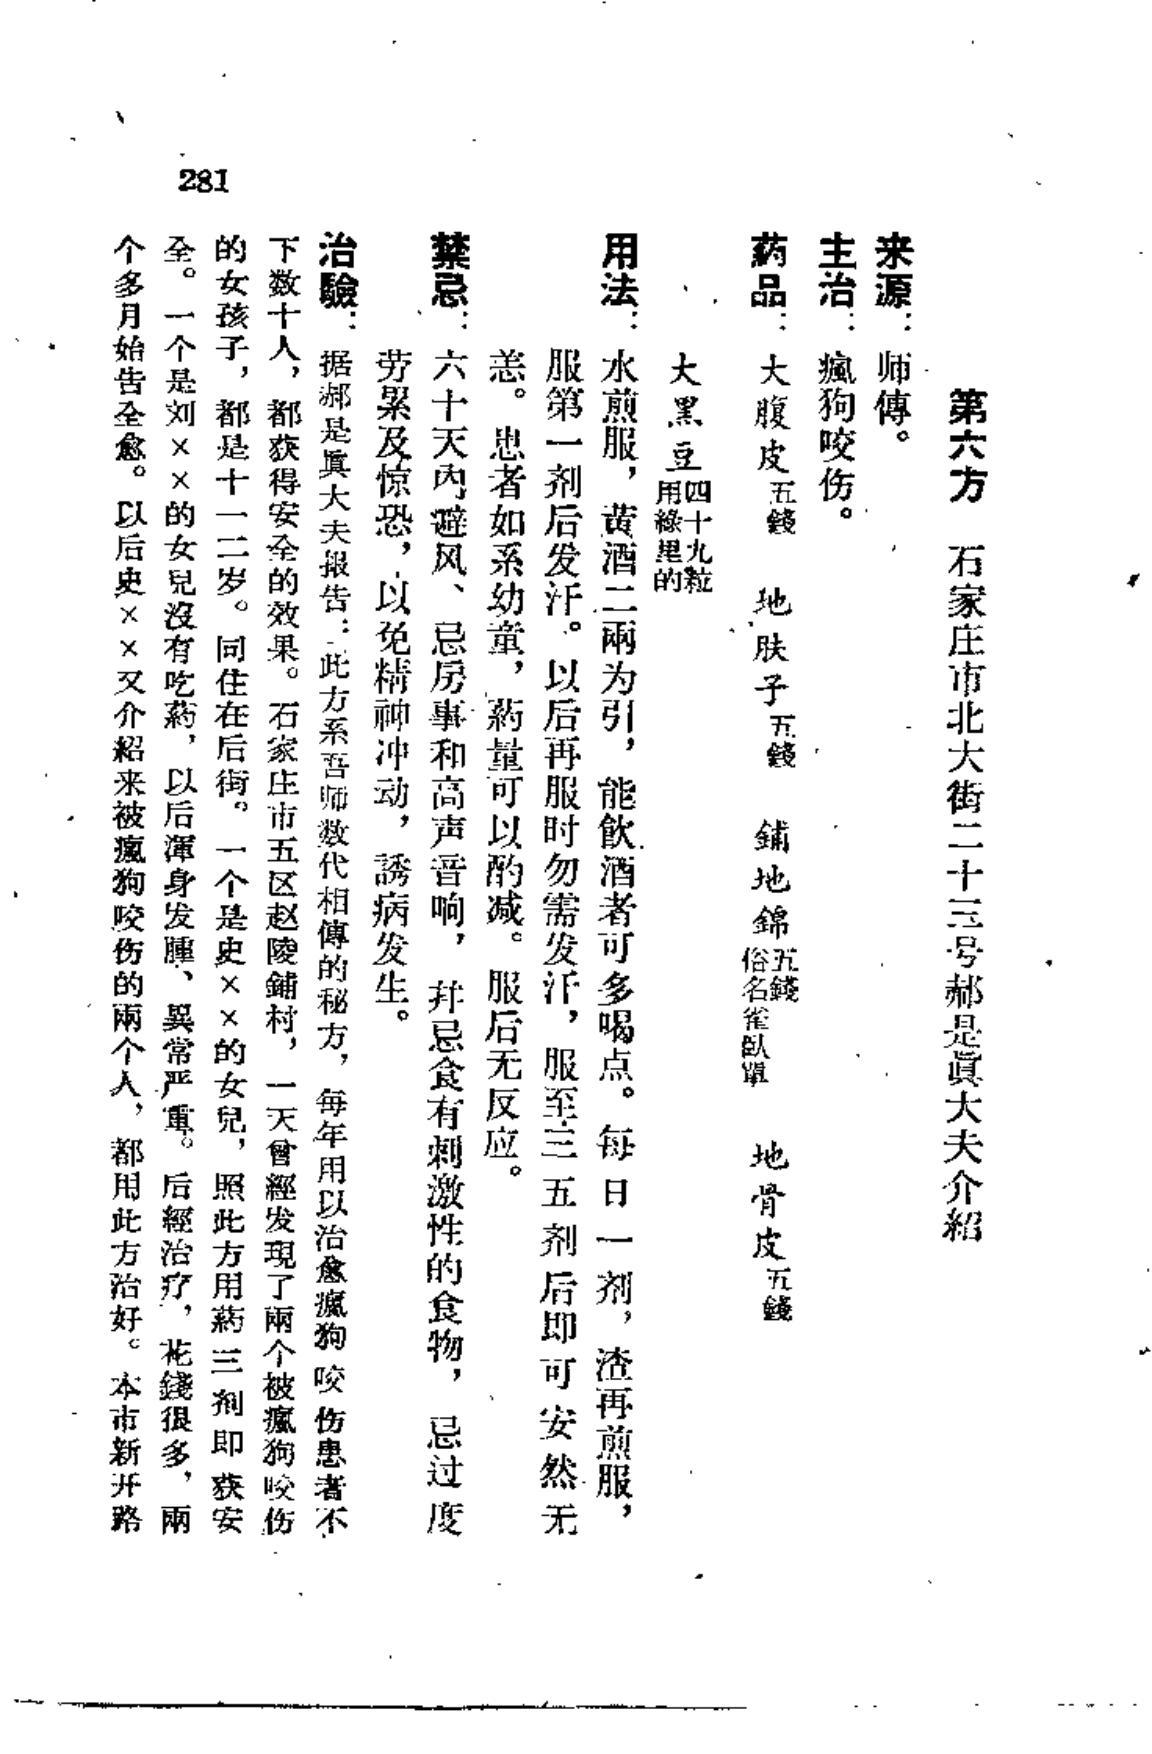 第六方　石家庄市北大街二十三号郝是眞大夫介紹
来源：师傳。
主治：瘋狗咬伤。
葯品：大腹皮五錢　地肤子五錢　鋪地錦五錢俗名雀臥單　地骨皮五錢
大黑豆四十九粒用綠里的
用法：水煎服，黄酒二兩为引，能飲酒者可多喝点。每日一剂，渣再煎服，
服第一剂后发汗。以后再服时勿需发汗，服至三五剂后即可安然无
恙。患者如系幼童，葯量可以酌减。服后无反应。
禁忌：六十天內避风、忌房事和高声音响，幷忌食有刺激性的食物，忌过度
劳累及惊恐，以免精神冲动，誘病发生。
治驗：据郝是眞大夫报告：此方系吾师数代相傳的秘方，每年用以治愈瘋狗咬伤患者不
下数十人，都获得安全的效果。石家庄市五区赵陵鋪村，一天曾經发現了兩个被瘋狗咬伤
的女孩子，都是十一二岁。同住在后街。一个是史××的女兒，照此方用葯三剂即获安
全。一个是刘××的女兒沒有吃葯，以后渾身发腫、異常严重。后經治疗，花錢很多，兩
个多月始告全愈。以后史××又介紹来被瘋狗咬伤的兩个人，都用此方治好。本市新开路
281